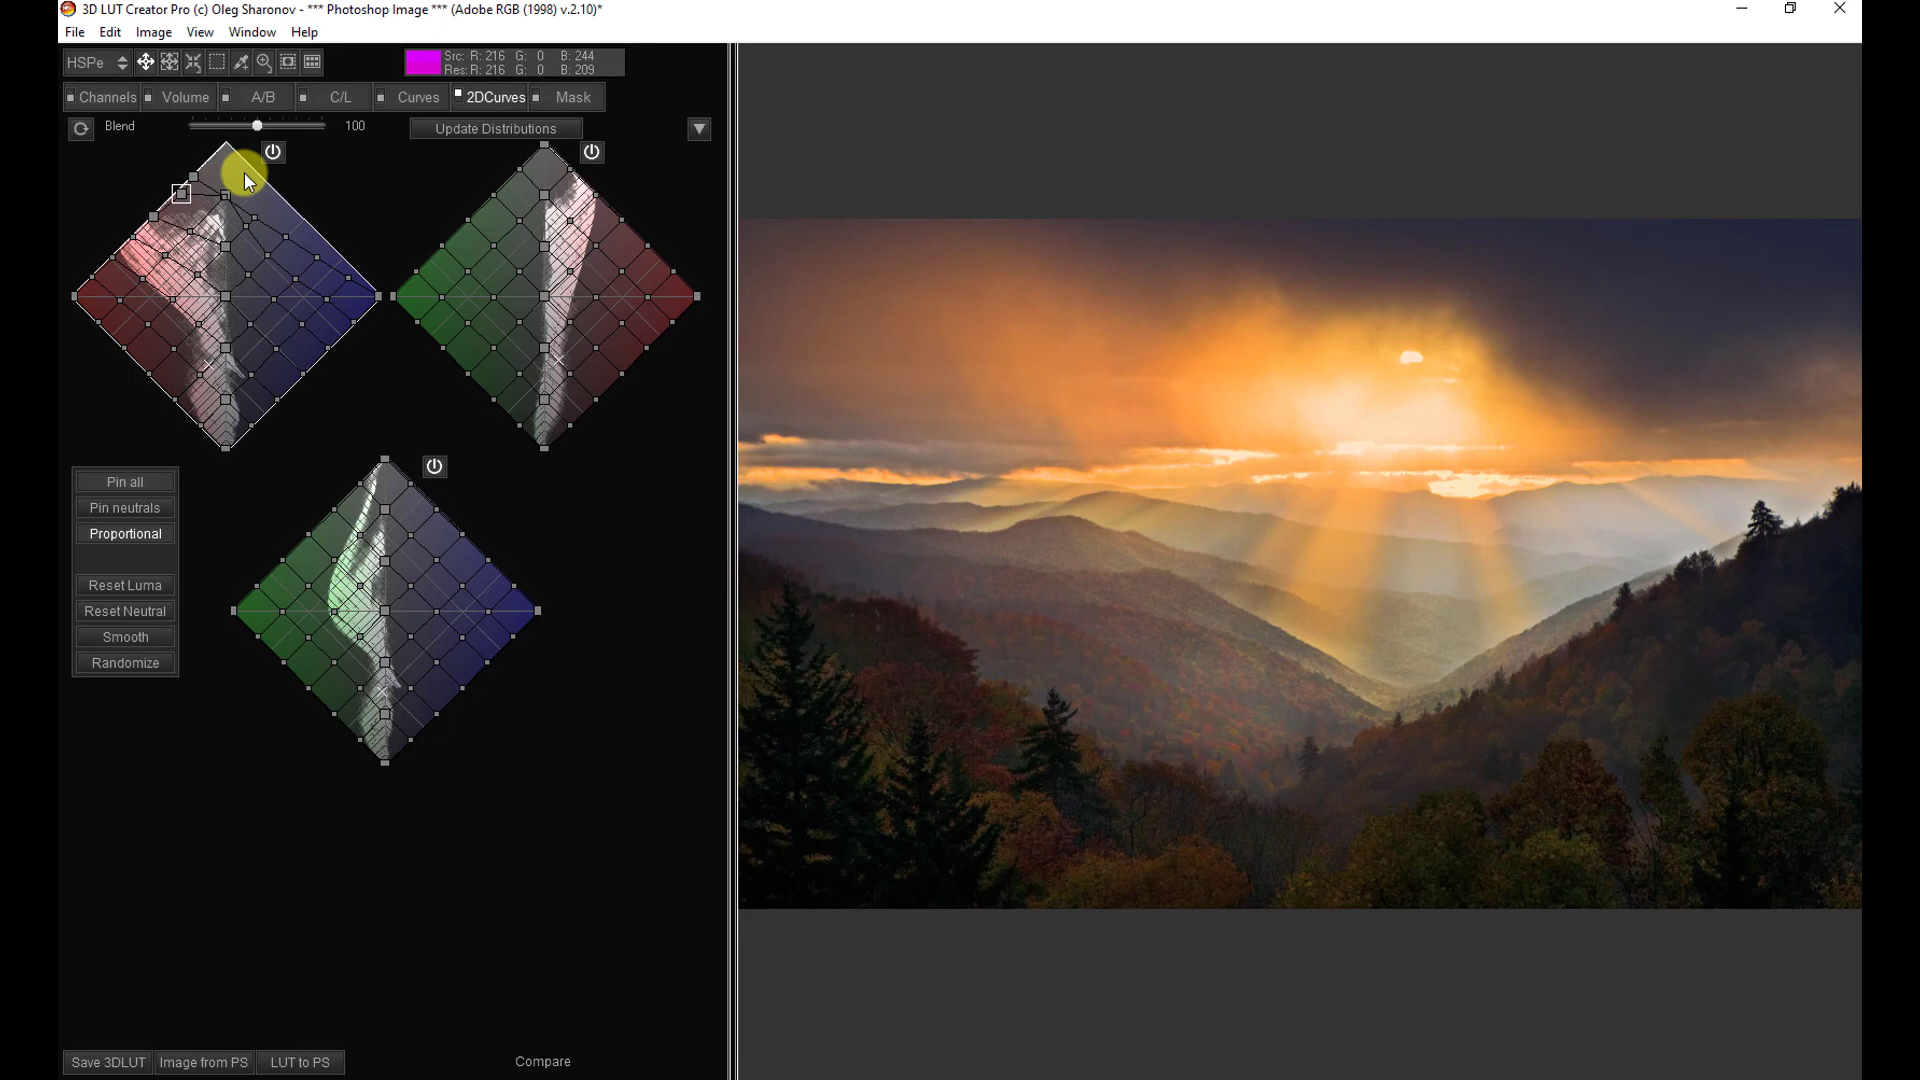 3D LUT Creator Pro (c) Oleg Sharonov - *** Photoshop Image *** (Adobe RGB (1998) v.2.10)*
File Edit Image View Window Help
HSPe
Src: R: 216 G: 0 B: 244
Res: R: 216 G: 0 B: 209
Channels Volume A/B C/L Curves 2DCurves Mask
Blend 100 Update Distributions
Pin all
Pin neutrals
Proportional
Reset Luma
Reset Neutral
Smooth
Randomize
Save 3DLUT Image from PS LUT to PS Compare